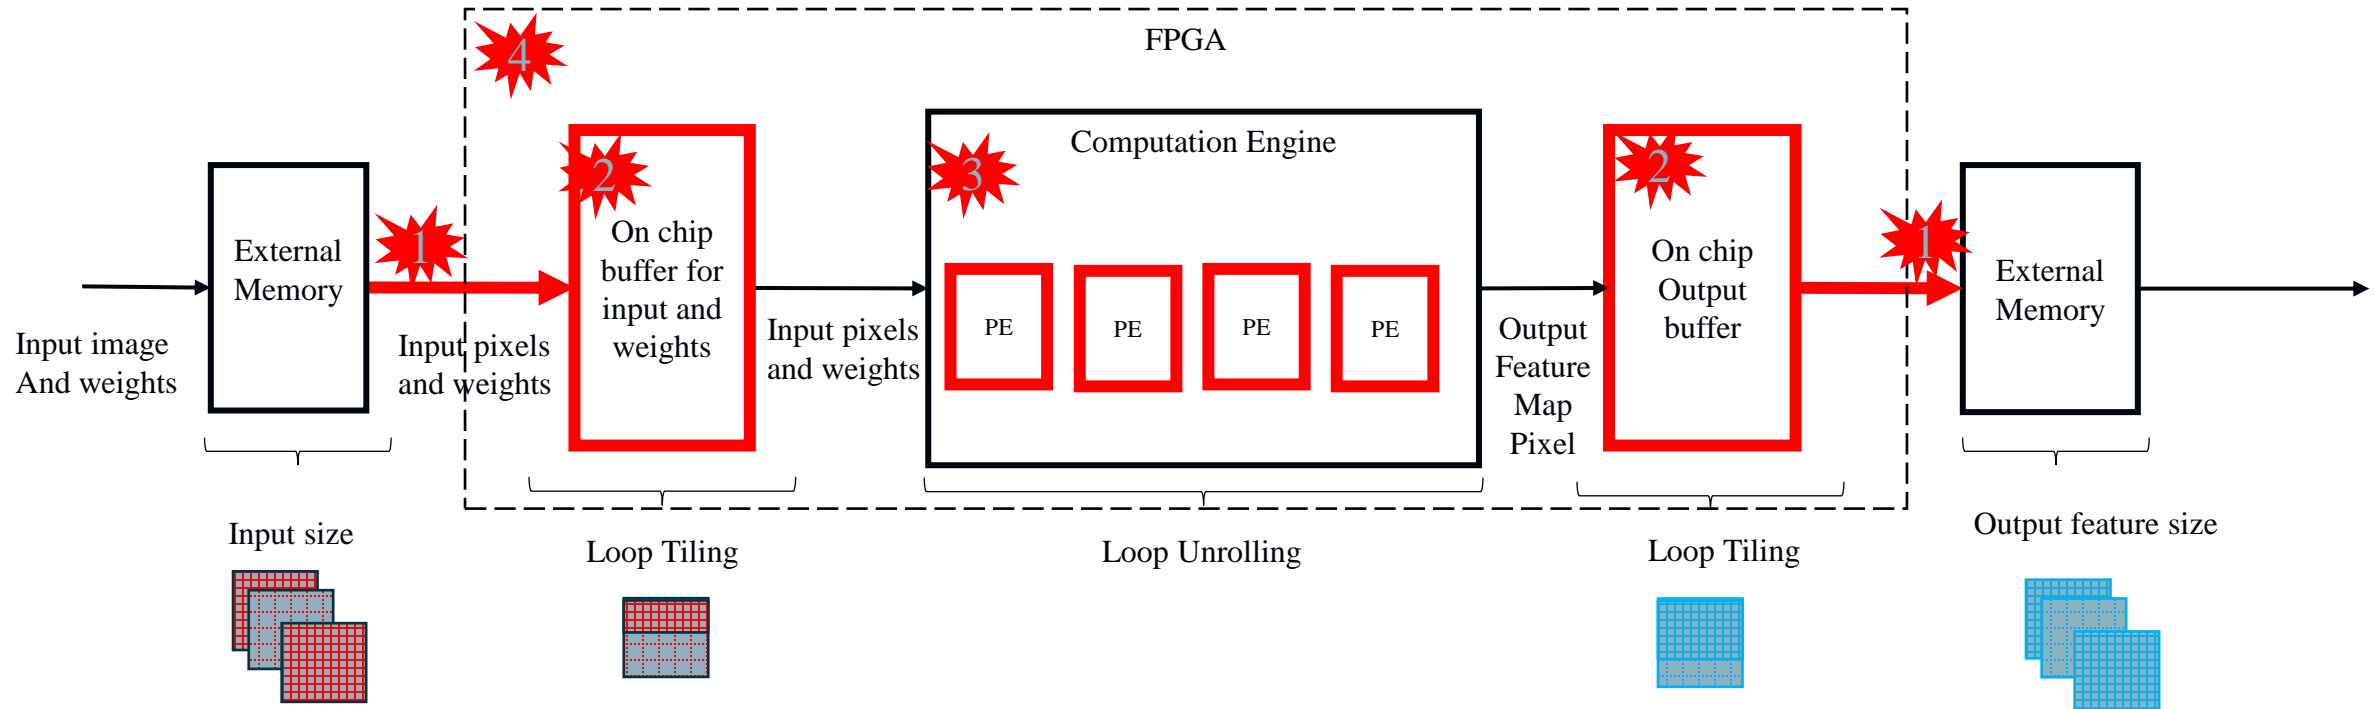 FPGA
4
Computation Engine
2
3
2
1
1
External
Memory
On chip
buffer for
input and
weights
PE
PE
PE
PE
On chip
Output
buffer
External
Memory
Input image
And weights
Input pixels
and weights
Input pixels
and weights
Output
Feature
Map
Pixel
Input size
Loop Tiling
Loop Unrolling
Loop Tiling
Output feature size